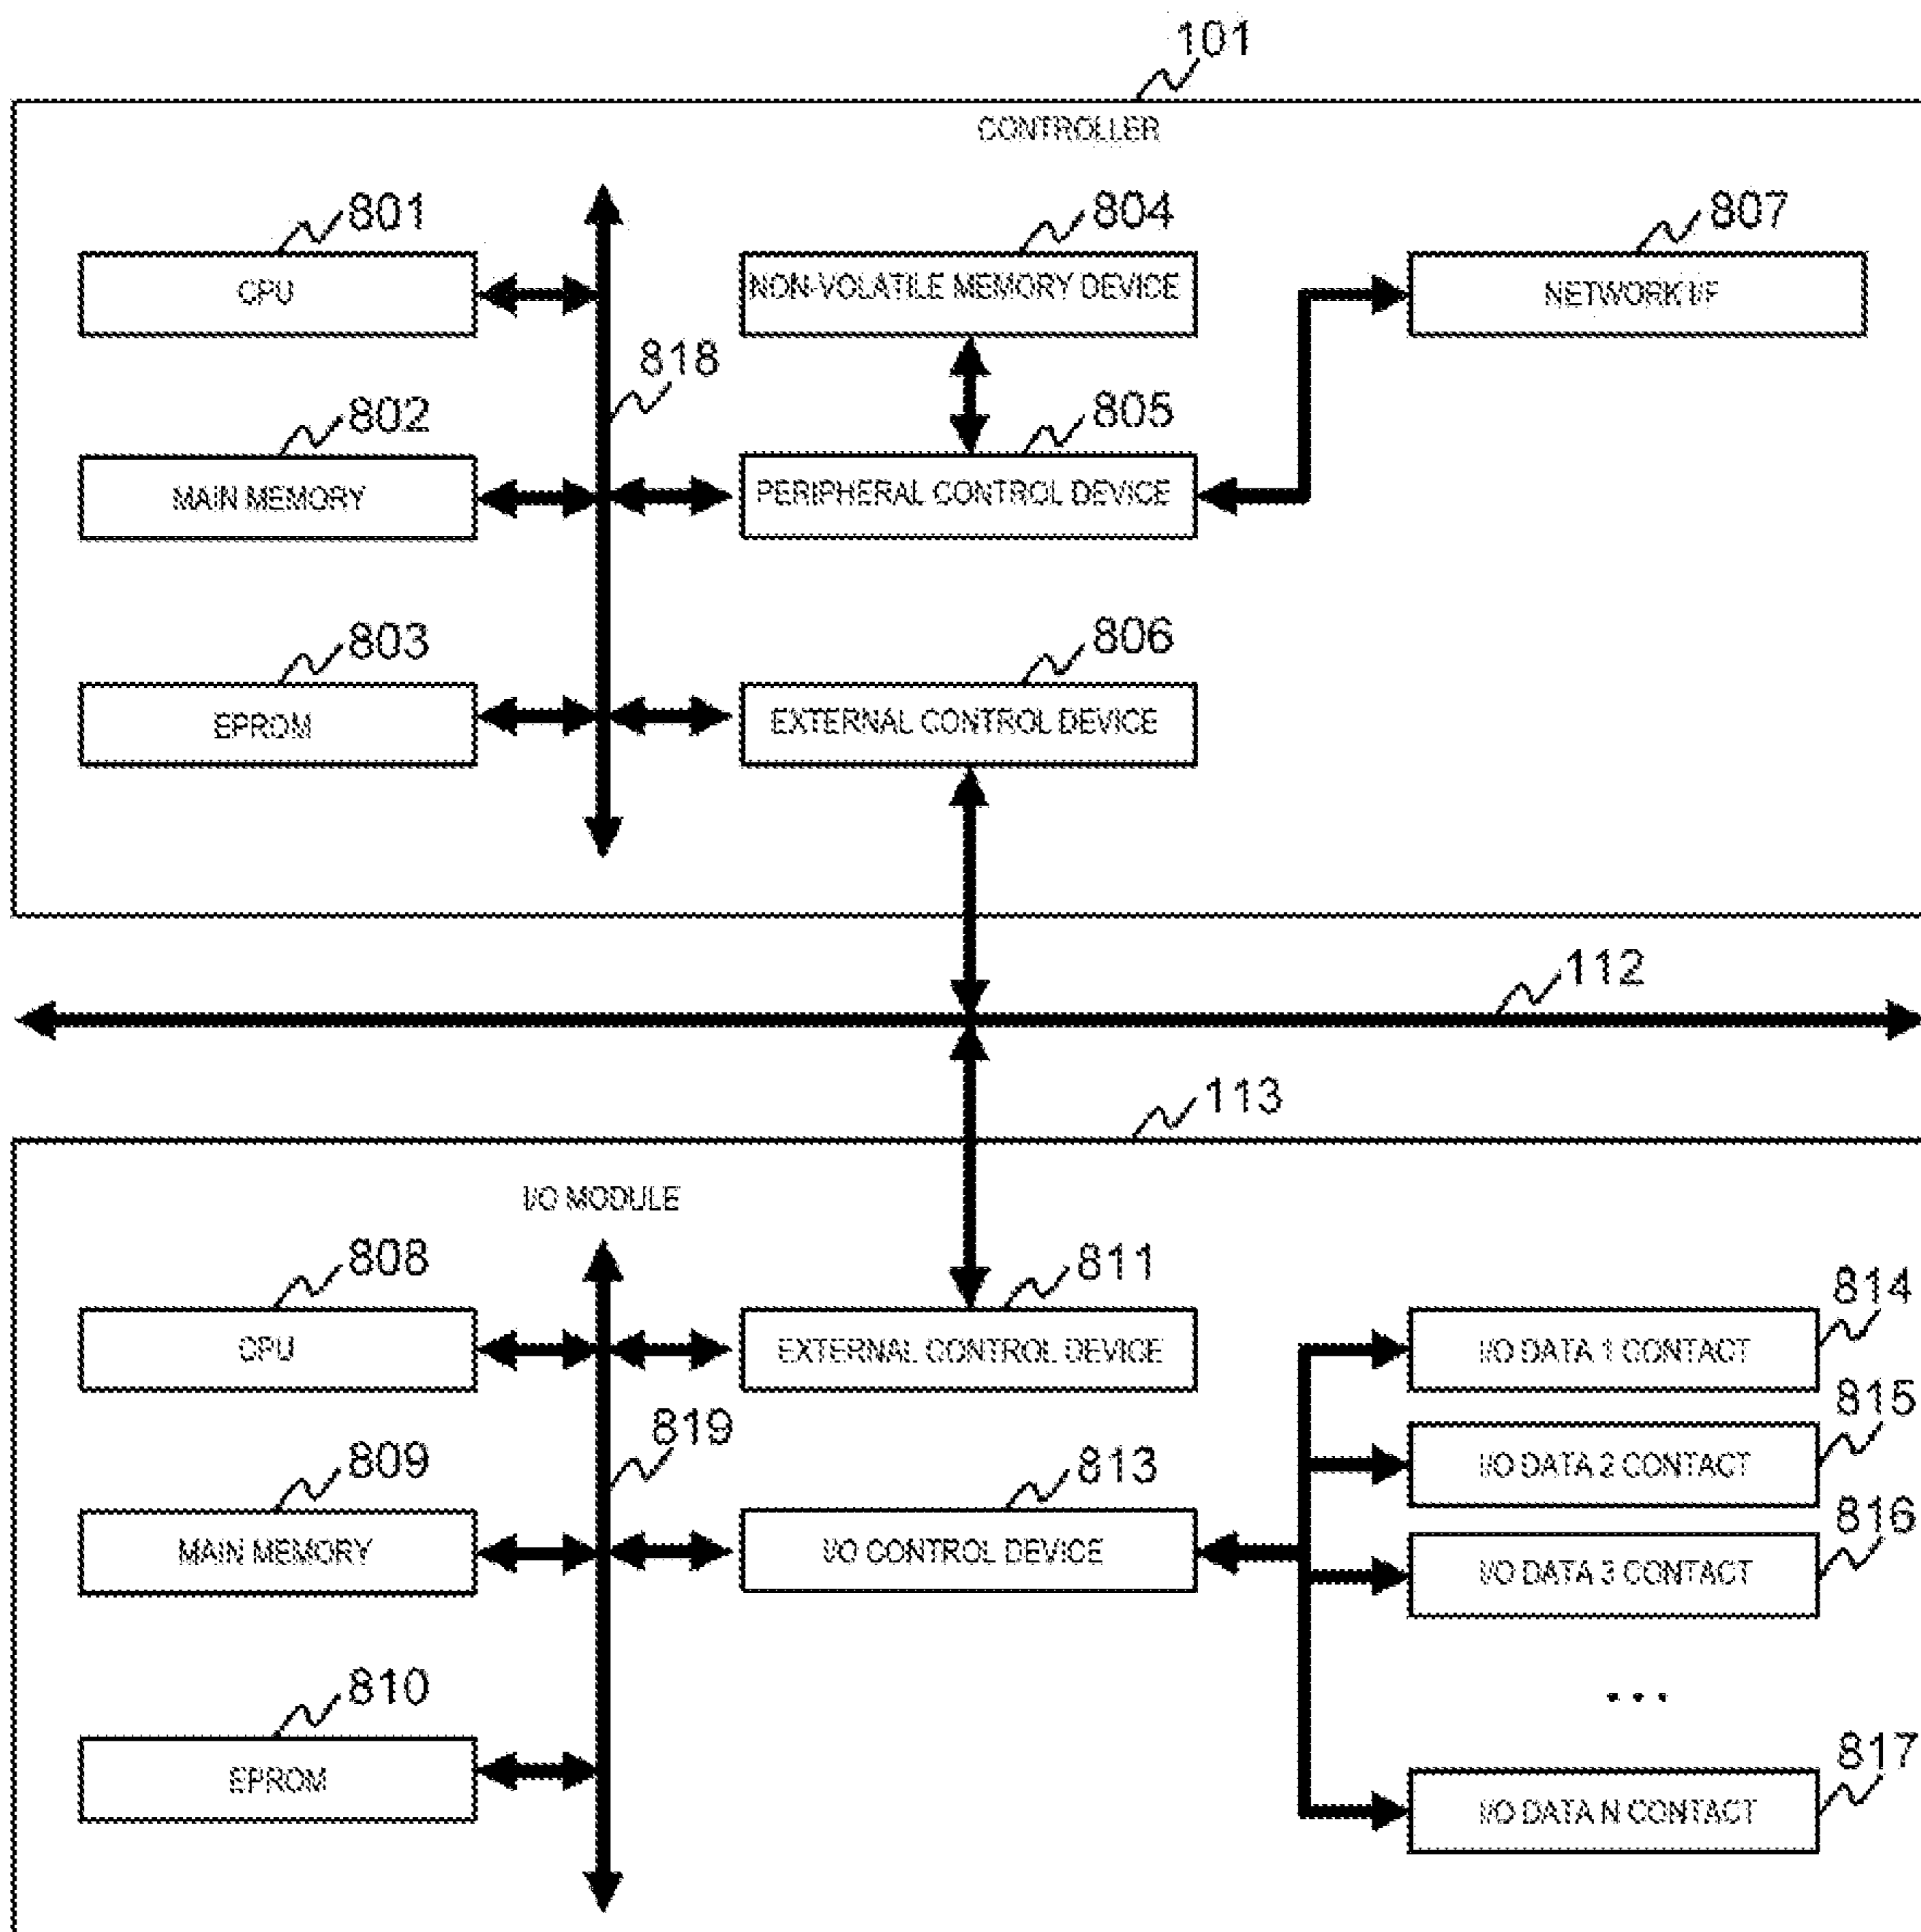 101
CONTROLLER
801
804
807
CPU
NON-VOLATILE MEMORY DEVICE
NETWORK I/F
818
802
805
MAIN MEMORY
PERIPHERAL CONTROL DEVICE
803
806
EPROM
EXTERNAL CONTROL DEVICE
112
113
I/O MODULE
808
811
814
CPU
EXTERNAL CONTROL DEVICE
I/O DATA 1 CONTACT
815
819
809
813
I/O DATA 2 CONTACT
816
MAIN MEMORY
I/O CONTROL DEVICE
I/O DATA 3 CONTACT
810
...
817
EPROM
I/O DATA N CONTACT